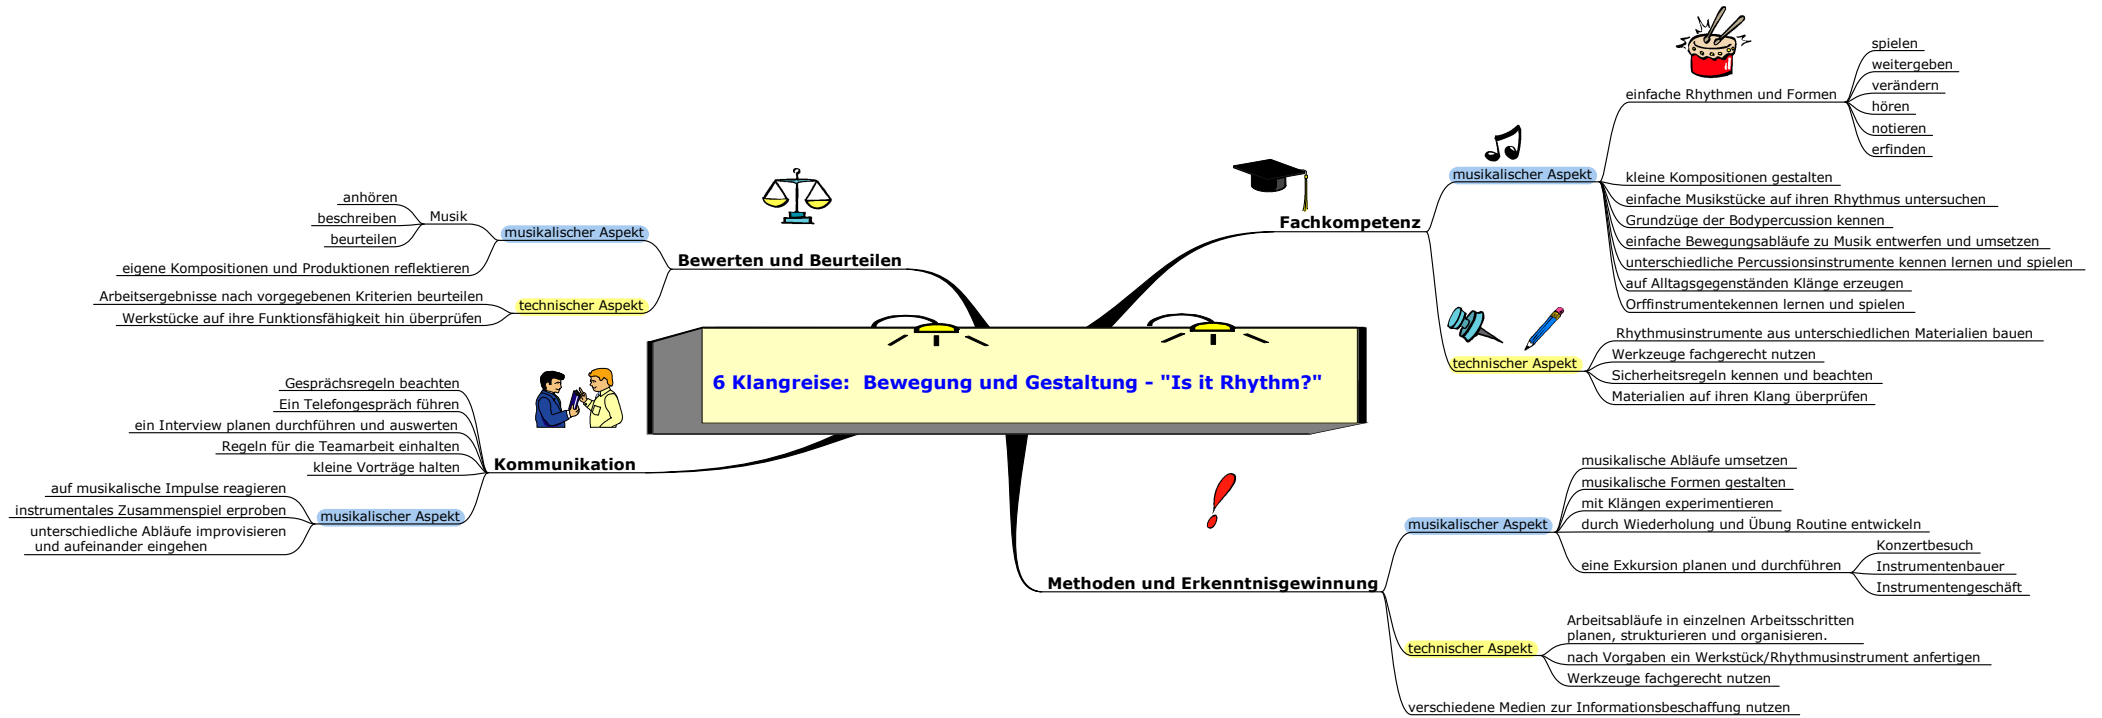 6 Klangreise:  Bewegung und Gestaltung - "Is it Rhythm?"
Fachkompetenz
musikalischer Aspekt
einfache Rhythmen und Formen
spielen
weitergeben
verändern
hören
notieren
erfinden
kleine Kompositionen gestalten
einfache Musikstücke auf ihren Rhythmus untersuchen
Grundzüge der Bodypercussion kennen
einfache Bewegungsabläufe zu Musik entwerfen und umsetzen
unterschiedliche Percussionsinstrumente kennen lernen und spielen
auf Alltagsgegenständen Klänge erzeugen
Orffinstrumentekennen lernen und spielen
technischer Aspekt
Rhythmusinstrumente aus unterschiedlichen Materialien bauen
Werkzeuge fachgerecht nutzen
Sicherheitsregeln kennen und beachten
Materialien auf ihren Klang überprüfen
Methoden und Erkenntnisgewinnung
musikalischer Aspekt
musikalische Abläufe umsetzen
musikalische Formen gestalten
mit Klängen experimentieren
durch Wiederholung und Übung Routine entwickeln
eine Exkursion planen und durchführen
Konzertbesuch
Instrumentenbauer
Instrumentengeschäft
technischer Aspekt
Arbeitsabläufe in einzelnen Arbeitsschritten
planen, strukturieren und organisieren.
nach Vorgaben ein Werkstück/Rhythmusinstrument anfertigen
Werkzeuge fachgerecht nutzen
verschiedene Medien zur Informationsbeschaffung nutzen
Bewerten und Beurteilen
musikalischer Aspekt
Musik
anhören
beschreiben
beurteilen
eigene Kompositionen und Produktionen reflektieren
technischer Aspekt
Arbeitsergebnisse nach vorgegebenen Kriterien beurteilen
Werkstücke auf ihre Funktionsfähigkeit hin überprüfen
Kommunikation
Gesprächsregeln beachten
Ein Telefongespräch führen
ein Interview planen durchführen und auswerten
Regeln für die Teamarbeit einhalten
kleine Vorträge halten
musikalischer Aspekt
auf musikalische Impulse reagieren
instrumentales Zusammenspiel erproben
unterschiedliche Abläufe improvisieren
und aufeinander eingehen